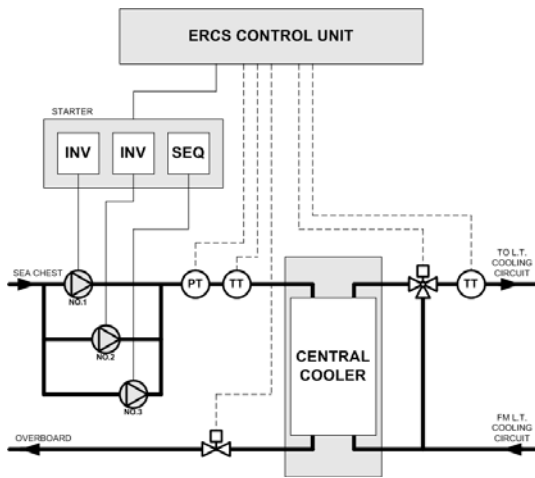 ERCS CONTROL UNIT
STARTER
INV
INV
SEQ
SEA CHEST
NO.1
PT
TT
TT
TO L.T.
COOLING
CIRCUIT
NO.2
CENTRAL
COOLER
NO.3
OVERBOARD
FM L.T.
COOLING
CIRCUIT